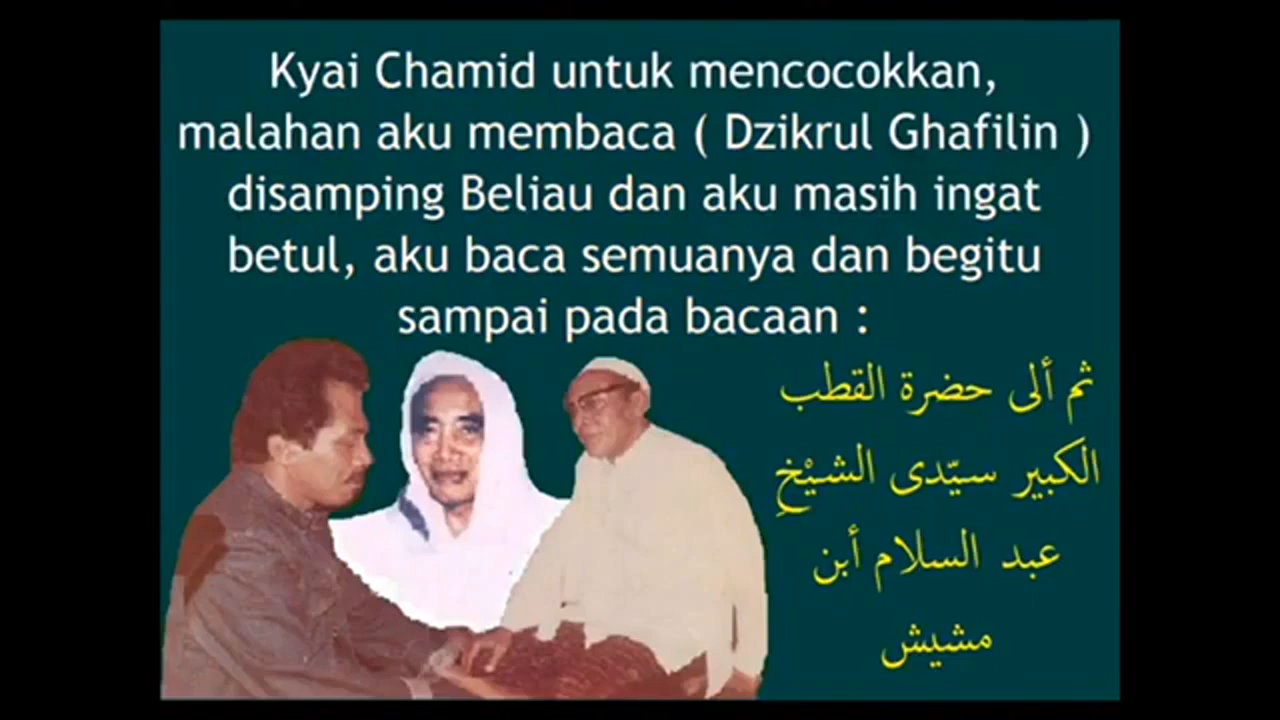 Kyai Chamid untuk mencocokkan,
malahan aku membaca ( Dzikrul Ghafilin )
disamping Beliau dan aku masih ingat
betul, aku baca semuanya dan begitu
sampai pada bacaan :
ثم ألى حضرة القطب
الكبير سيّدى الشيْخِ
عبد السلام أبن
مشيش